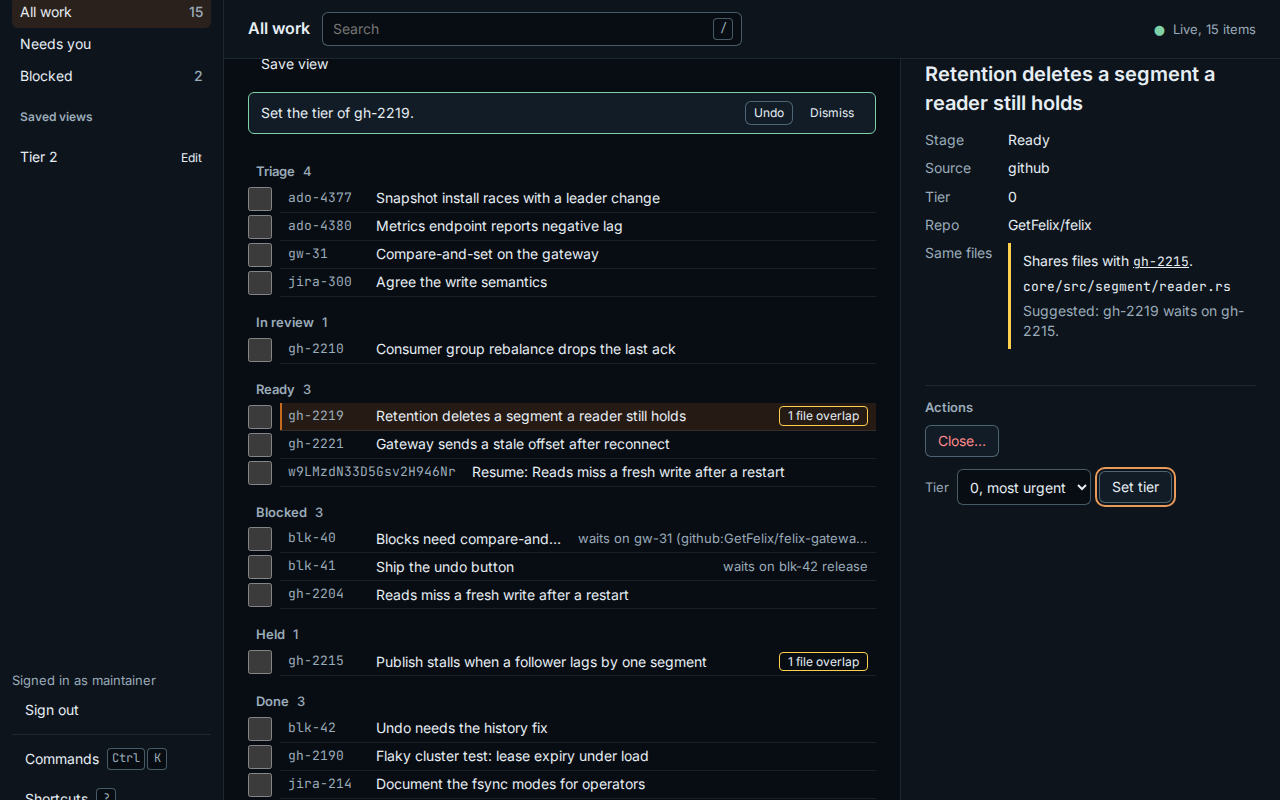 All work 15
Needs you
Blocked 2
Saved views
Tier 2 Edit
Signed in as maintainer
Sign out
Commands Ctrl K
Shortcuts ?
All work Search /
Live, 15 items
Save view
Set the tier of gh-2219. Undo Dismiss
Triage 4
ado-4377 Snapshot install races with a leader change
ado-4380 Metrics endpoint reports negative lag
gw-31 Compare-and-set on the gateway
jira-300 Agree the write semantics
In review 1
gh-2210 Consumer group rebalance drops the last ack
Ready 3
gh-2219 Retention deletes a segment a reader still holds 1 file overlap
gh-2221 Gateway sends a stale offset after reconnect
w9LMzdN33D5Gsv2H946Nr Resume: Reads miss a fresh write after a restart
Blocked 3
blk-40 Blocks need compare-and... waits on gw-31 (github:GetFelix/felix-gatewa...
blk-41 Ship the undo button waits on blk-42 release
gh-2204 Reads miss a fresh write after a restart
Held 1
gh-2215 Publish stalls when a follower lags by one segment 1 file overlap
Done 3
blk-42 Undo needs the history fix
gh-2190 Flaky cluster test: lease expiry under load
jira-214 Document the fsync modes for operators
Retention deletes a segment a
reader still holds
Stage Ready
Source github
Tier 0
Repo GetFelix/felix
Same files Shares files with gh-2215.
core/src/segment/reader.rs
Suggested: gh-2219 waits on gh-
2215.
Actions
Close...
Tier 0, most urgent Set tier